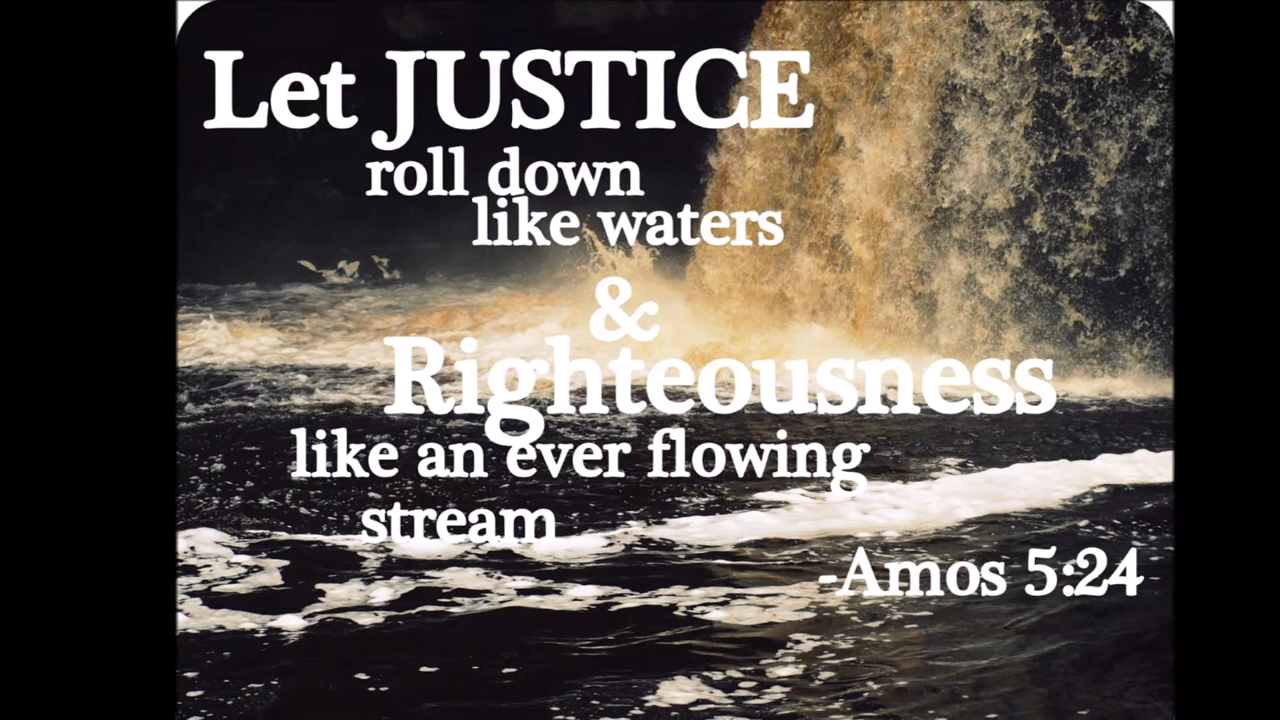 Let JUSTICE
roll down
like waters
&
Righteousness
like an ever flowing
stream
-Amos 5:24